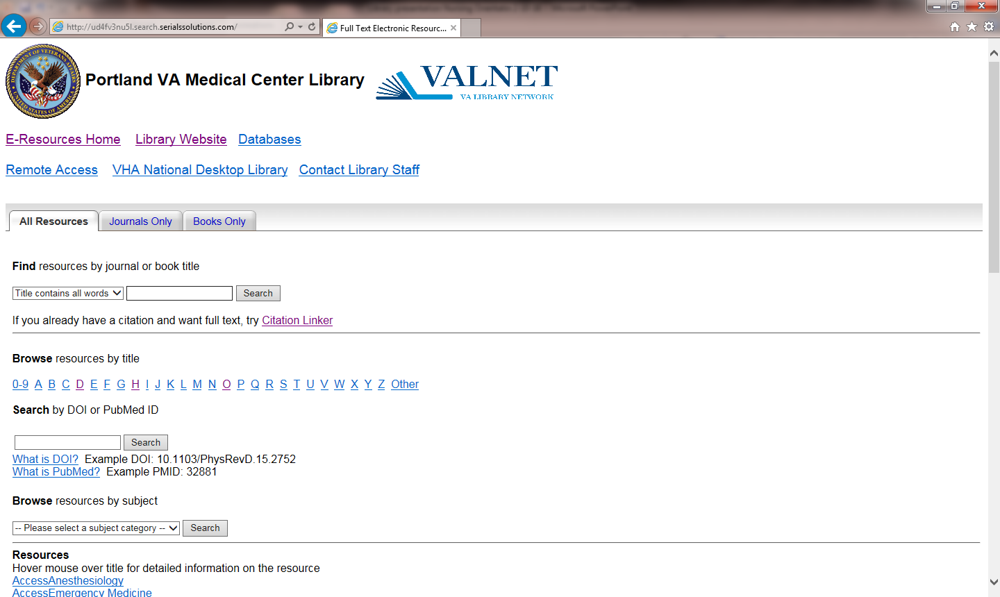 http://ud4fv3nu5l.search.serialssolutions.com/
Full Text Electronic Resourc...
Portland VA Medical Center Library
VALNET
VA LIBRARY NETWORK
DEPARTMENT OF VETERANS AFFAIRS
UNITED STATES OF AMERICA
E-Resources Home Library Website Databases
Remote Access VHA National Desktop Library Contact Library Staff
All Resources Journals Only Books Only
Find resources by journal or book title
Title contains all words Search
If you already have a citation and want full text, try Citation Linker
Browse resources by title
0-9 A B C D E F G H I J K L M N O P Q R S T U V W X Y Z Other
Search by DOI or PubMed ID
Search
What is DOI? Example DOI: 10.1103/PhysRevD.15.2752
What is PubMed? Example PMID: 32881
Browse resources by subject
-- Please select a subject category -- Search
Resources
Hover mouse over title for detailed information on the resource
AccessAnesthesiology
AccessEmergency Medicine